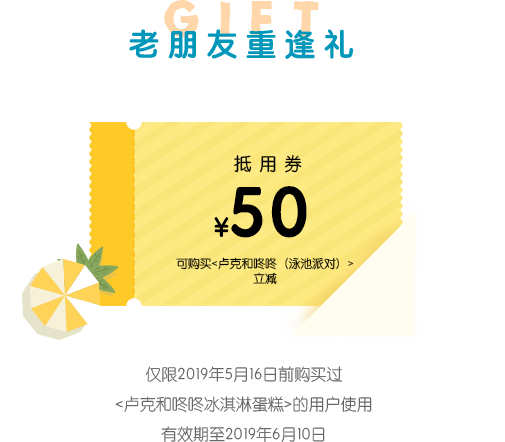 GIFT
老朋友重逢礼
抵用券
¥50
可购买<卢克和咚咚（泳池派对）>
立减
仅限2019年5月16日前购买过
<卢克和咚咚冰淇淋蛋糕>的用户使用
有效期至2019年6月10日